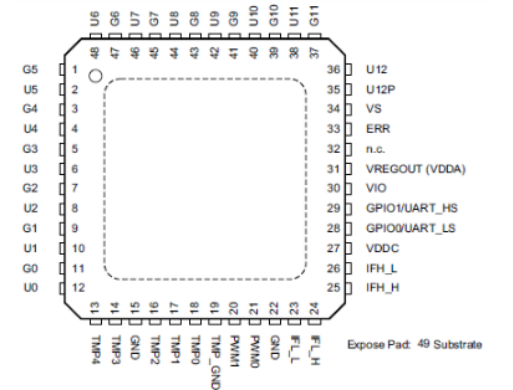 U6 G6 U7 G7 U8 G8 U9 G9 U10 G10 U11 G11
48 47 46 45 44 43 42 41 40 39 38 37
G5 1 36 U12
U5 2 35 U12P
G4 3 34 VS
U4 4 33 ERR
G3 5 32 n.c.
U3 6 31 VREGOUT (VDDA)
G2 7 30 VIO
U2 8 29 GPIO1/UART_HS
G1 9 28 GPIO0/UART_LS
U1 10 27 VDDC
G0 11 26 IFH_L
U0 12 25 IFH_H
13 14 15 16 17 18 19 20 21 22 23 24
TMP4 TMP3 GND TMP2 TMP1 TMP0 TMP_GND PWM1 PWM0 GND IFL_L IFL_H
Expose Pad: 49 Substrate